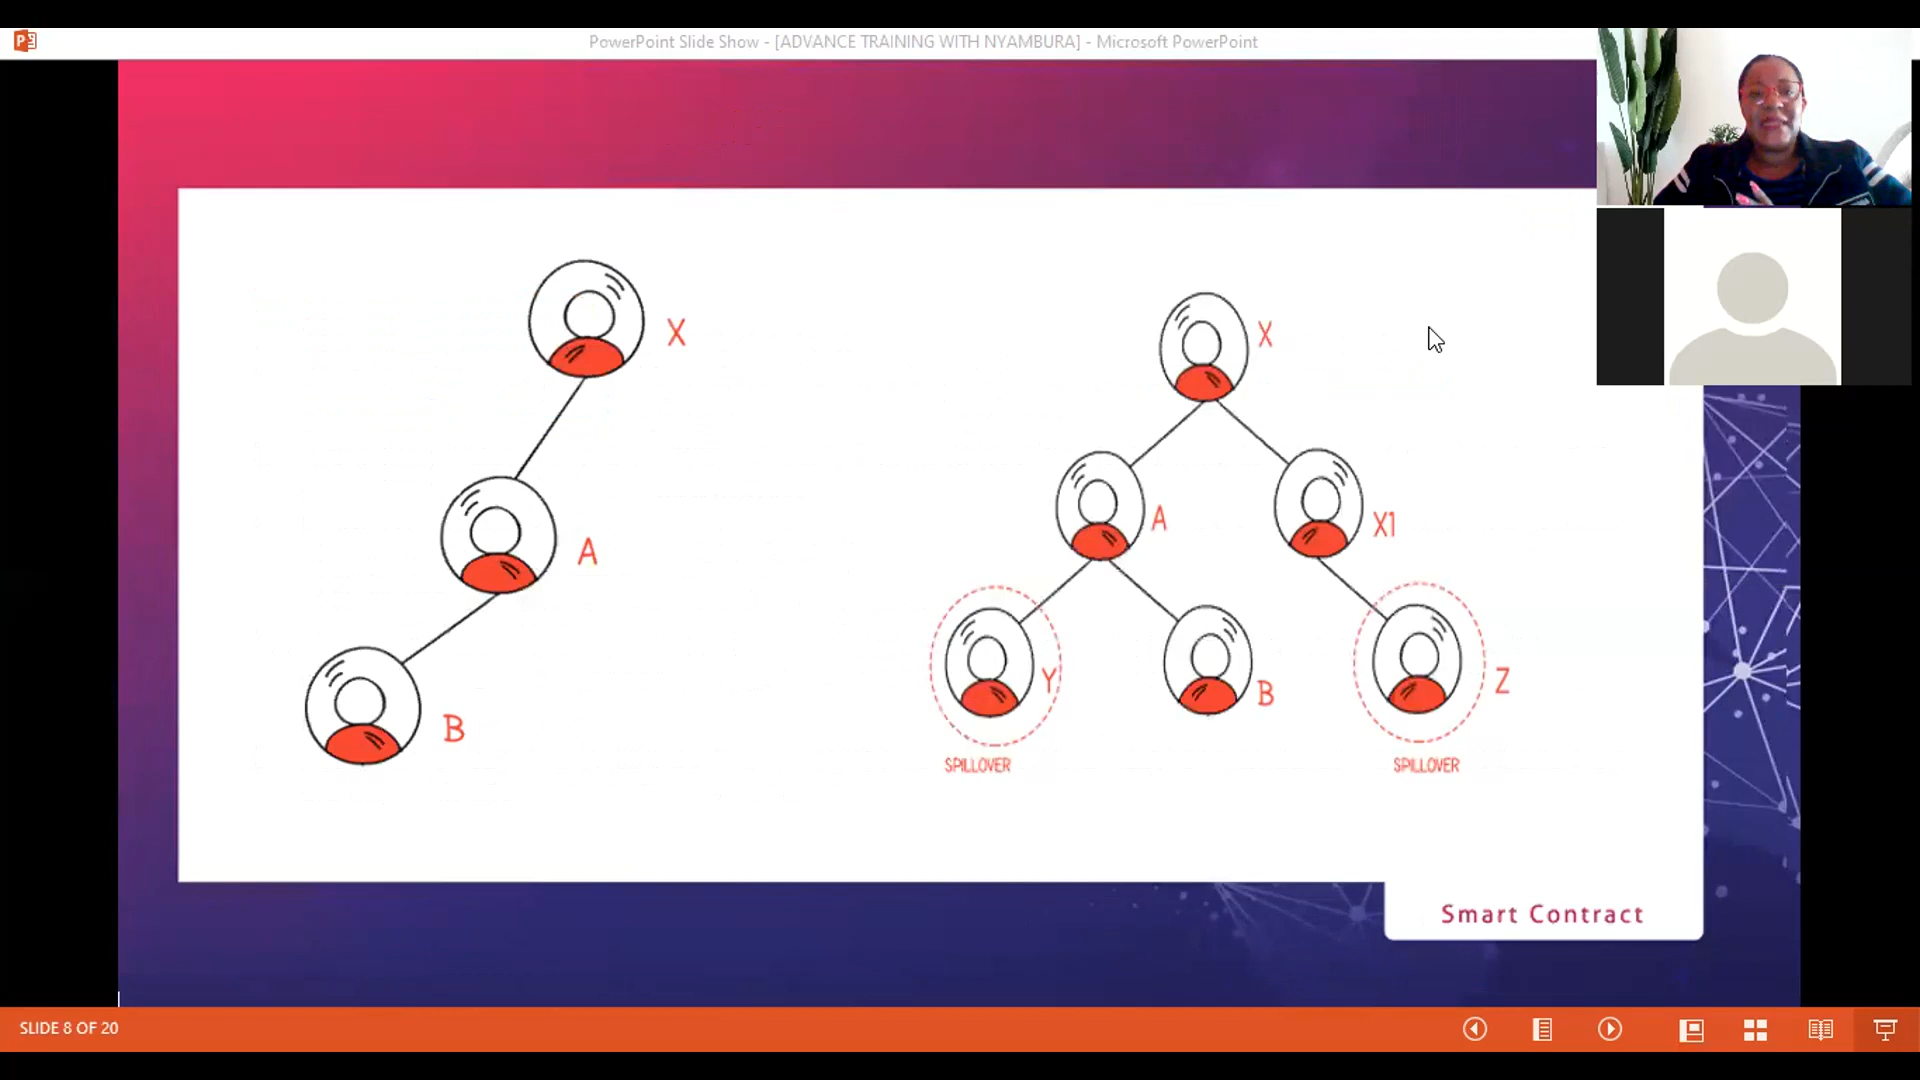 PowerPoint Slide Show - [ADVANCE TRAINING WITH NYAMBURA] - Microsoft PowerPoint
X
A
B
X
A
X1
Y
B
Z
SPILLOVER
SPILLOVER
Smart Contract
SLIDE 8 OF 20